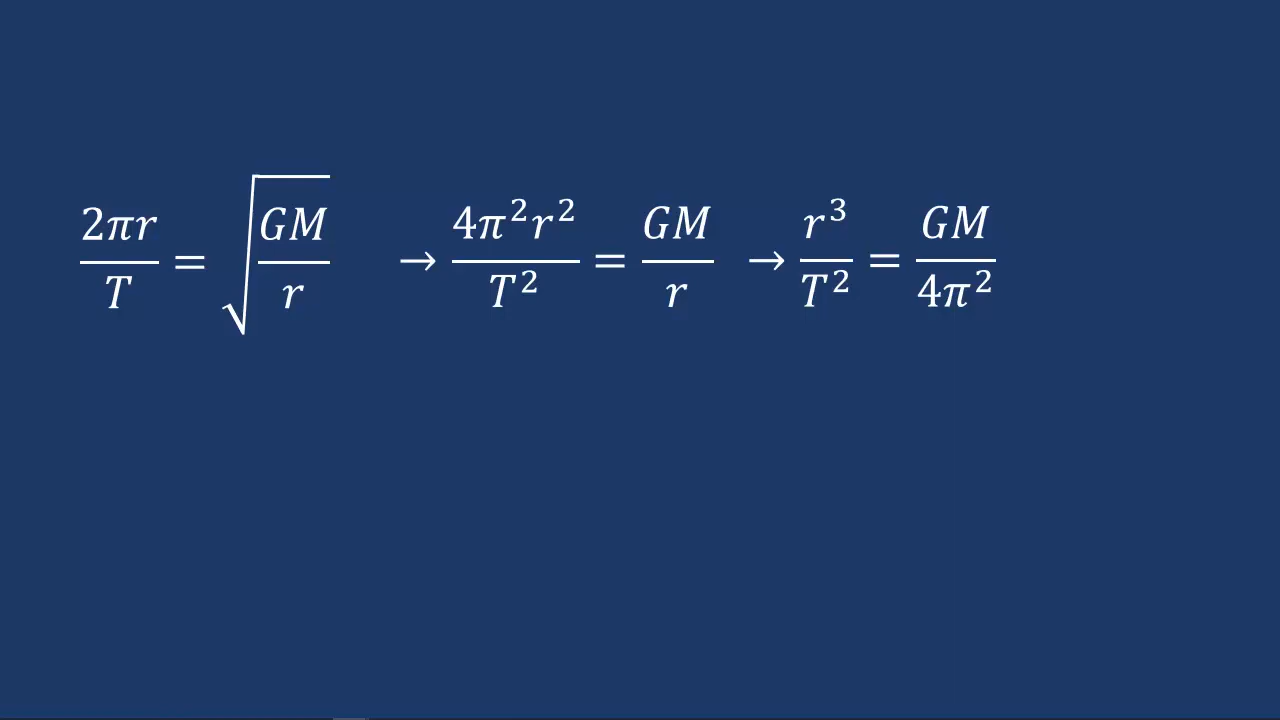 2πr/T = √(GM/r) → 4π²r²/T² = GM/r → r³/T² = GM/4π²